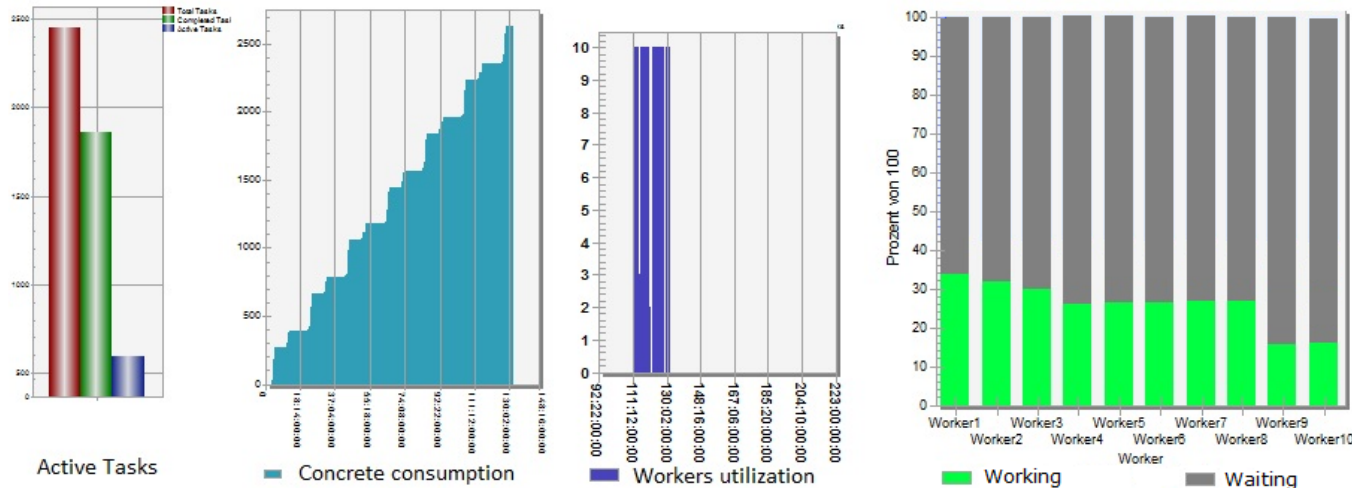 Total Tasks
Completed Tasl
Active Tasks
2500
2000
1500
1000
500
0
Active Tasks
2500
2000
1500
1000
500
0
0
18:14:00:00
37:04:00:00
55:18:00:00
74:08:00:00
92:22:00:00
111:12:00:00
130:02:00:00
148:16:00:00
Concrete consumption
10
9
8
7
6
5
4
3
2
1
0
92:22:00:00
111:12:00:00
130:02:00:00
148:16:00:00
167:06:00:00
185:20:00:00
204:10:00:00
223:00:00:00
Workers utilization
Prozent von 100
100
90
80
70
60
50
40
30
20
10
0
Worker1
Worker2
Worker3
Worker4
Worker5
Worker6
Worker7
Worker8
Worker9
Worker10
Worker
Working
Waiting